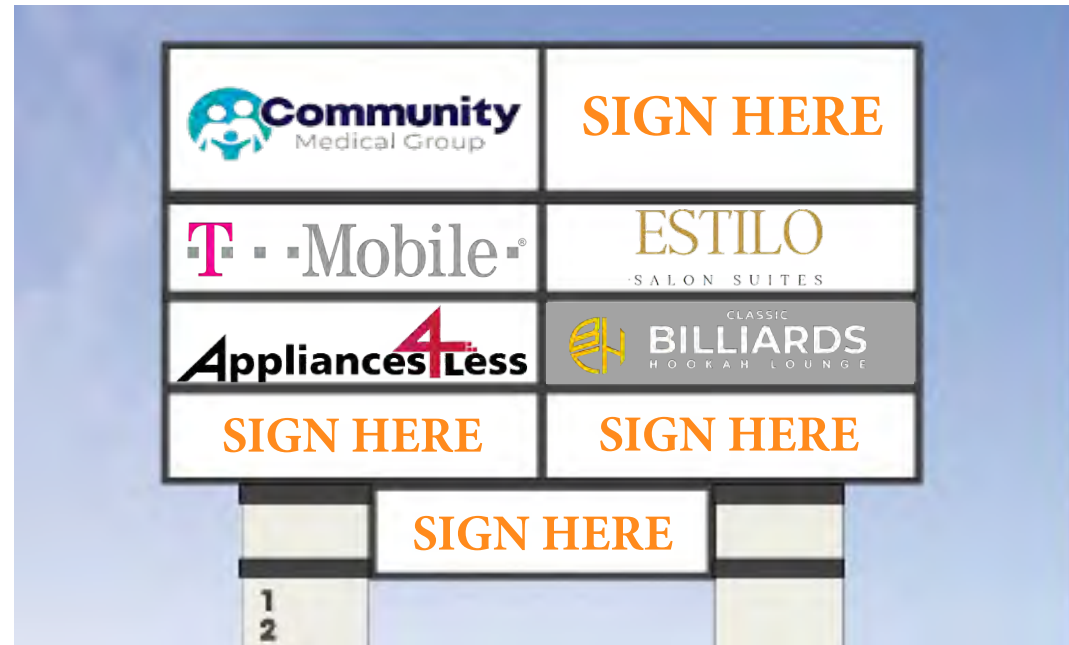 Community
Medical Group
SIGN HERE
T Mobile®
ESTILO
SALON SUITES
Appliances4Less
CLASSIC
BILLIARDS
HOOKAH LOUNGE
SIGN HERE
SIGN HERE
SIGN HERE
1
2